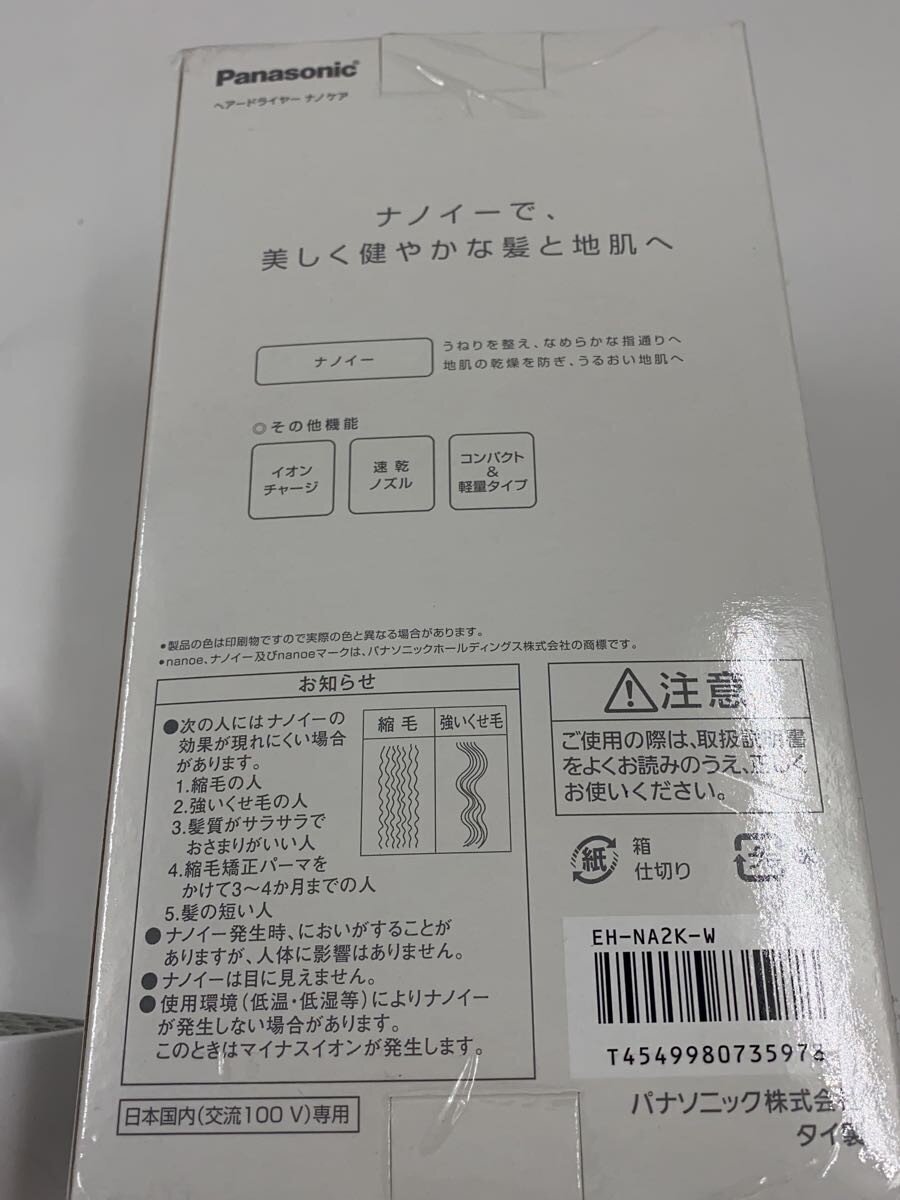 Panasonic
ヘアードライヤー ナノケア
ナノイーで、
美しく健やかな髪と地肌へ
ナノイー
うねりを整え、なめらかな指通りへ
地肌の乾燥を防ぎ、うるおい地肌へ
◎その他機能
イオン
チャージ
速乾
ノズル
コンパクト
&
軽量タイプ
●製品の色は印刷物ですので実際の色と異なる場合があります。
●nanoe、ナノイー及びnanoeマークは、パナソニックホールディングス株式会社の商標です。
お知らせ
●次の人にはナノイーの
効果が現れにくい場合
があります。
1.縮毛の人
2.強いくせ毛の人
3.髪質がサラサラで
おさまりがいい人
4.縮毛矯正パーマを
かけて3〜4か月までの人
5.髪の短い人
縮毛
強いくせ毛
●ナノイー発生時、においがすることが
ありますが、人体に影響はありません。
●ナノイーは目に見えません。
●使用環境(低温・低湿等)によりナノイー
が発生しない場合があります。
このときはマイナスイオンが発生します。
日本国内(交流100 V)専用
注意
ご使用の際は、取扱説明書
をよくお読みのうえ、正しく
お使いください。
紙
箱
仕切り
EH-NA2K-W
T454998073597
パナソニック株式会社
タイ製